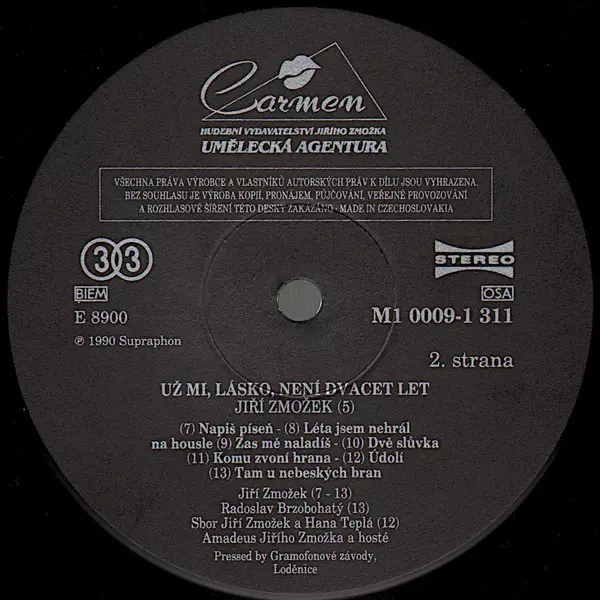 Carmen
HUDEBNÍ VYDAVATELSTVÍ JIŘÍHO ZMOŽKA
UMĚLECKÁ AGENTURA
VŠECHNA PRÁVA VÝROBCE A VLASTNÍKŮ AUTORSKÝCH PRÁV K DÍLU JSOU VYHRAZENA.
BEZ SOUHLASU JE VÝROBA KOPIÍ, PRONÁJEM, PŮJČOVÁNÍ, VEŘEJNÉ PROVOZOVÁNÍ
A ROZHLASOVÉ ŠÍŘENÍ TÉTO DESKY ZAKÁZÁNO - MADE IN CZECHOSLOVAKIA
33
STEREO
BIEM
OSA
E 8900
M1 0009-1 311
℗ 1990 Supraphon
2. strana
UŽ MI, LÁSKO, NENÍ DVACET LET
JIŘÍ ZMOŽEK (5)
(7) Napiš píseň - (8) Léta jsem nehrál
na housle (9) Zas mě naladíš - (10) Dvě slůvka
(11) Komu zvoní hrana - (12) Údolí
(13) Tam u nebeských bran
Jiří Zmožek (7 - 13)
Radoslav Brzobohatý (13)
Sbor Jiří Zmožek a Hana Teplá (12)
Amadeus Jiřího Zmožka a hosté
Pressed by Gramofonové závody,
Loděnice